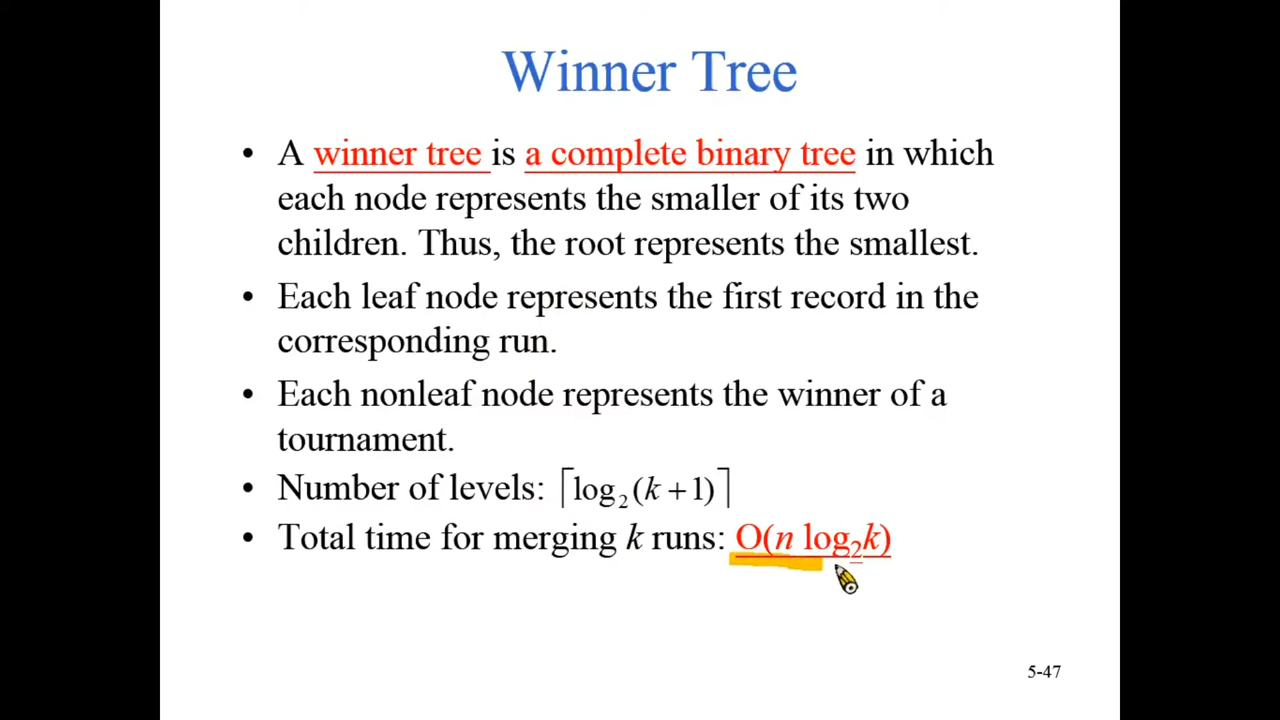 Winner Tree
• A winner tree is a complete binary tree in which
each node represents the smaller of its two
children. Thus, the root represents the smallest.
• Each leaf node represents the first record in the
corresponding run.
• Each nonleaf node represents the winner of a
tournament.
• Number of levels: ⌈log₂(k+1)⌉
• Total time for merging k runs: O(n log₂k)
5-47